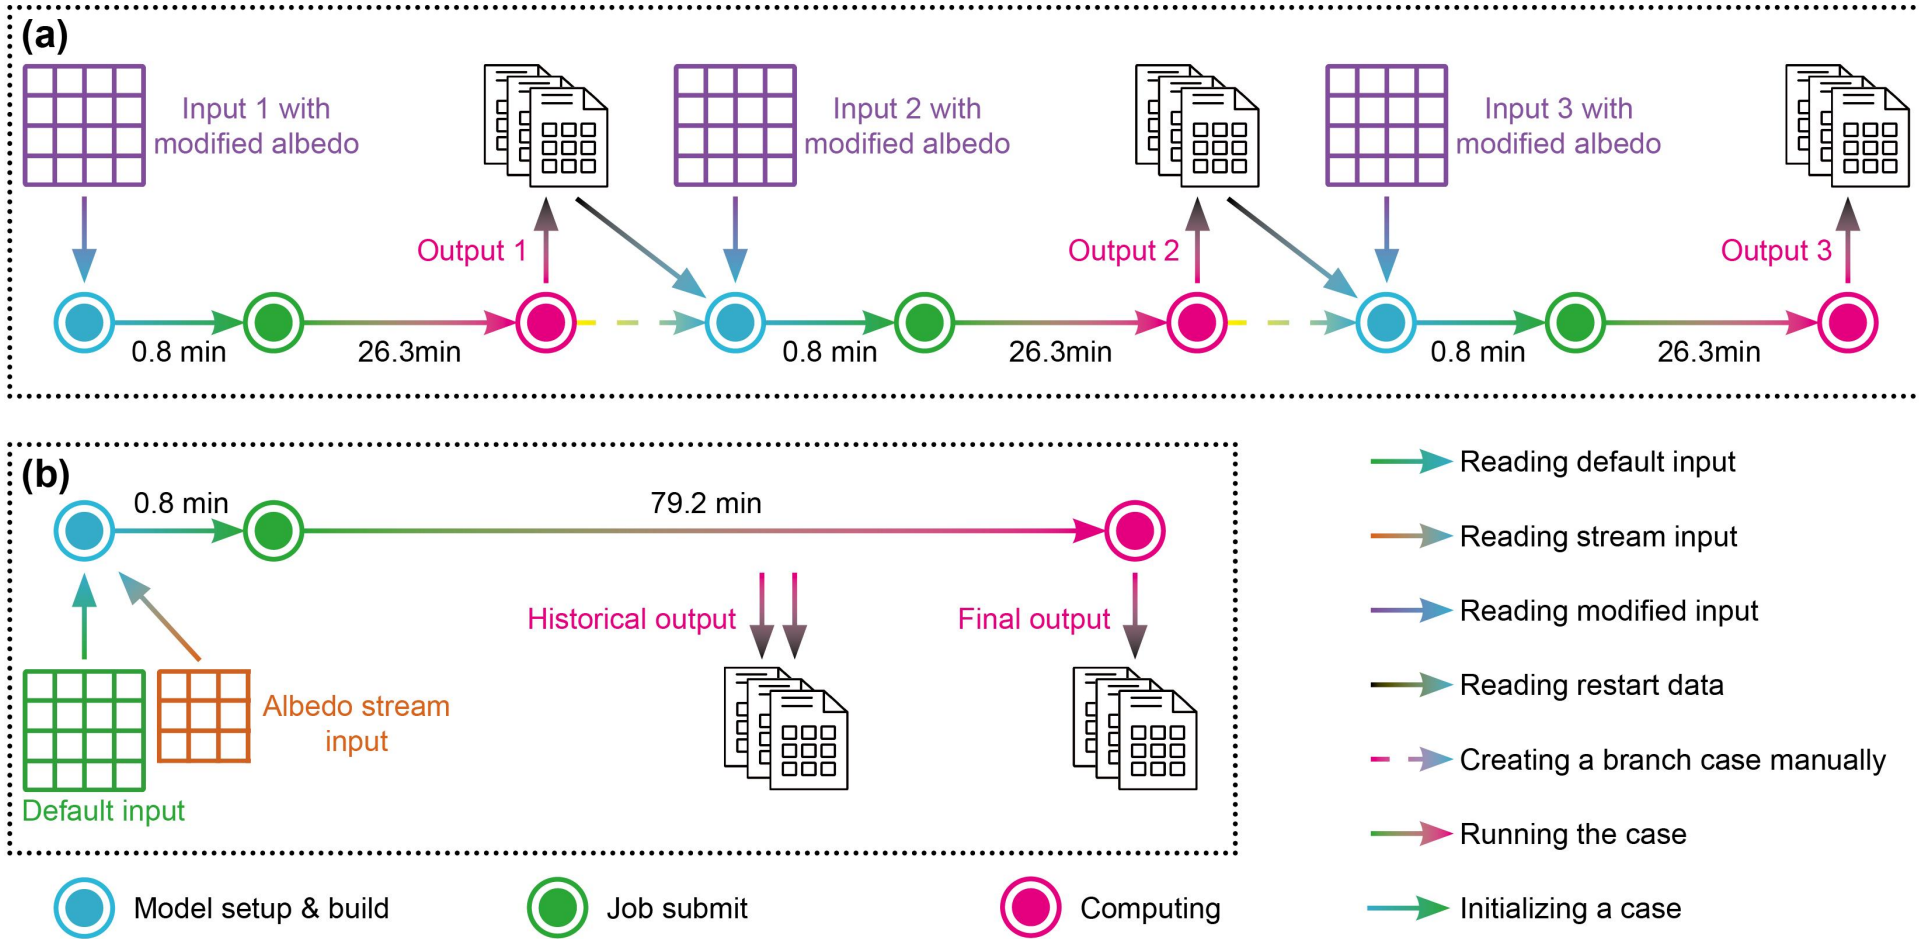 (a)
Input 1 with
modified albedo
Input 2 with
modified albedo
Input 3 with
modified albedo
Output 1
Output 2
Output 3
0.8 min
26.3min
0.8 min
26.3min
0.8 min
26.3min
(b)
0.8 min
79.2 min
Historical output
Final output
Albedo stream
input
Default input
Reading default input
Reading stream input
Reading modified input
Reading restart data
Creating a branch case manually
Running the case
Initializing a case
Model setup & build
Job submit
Computing